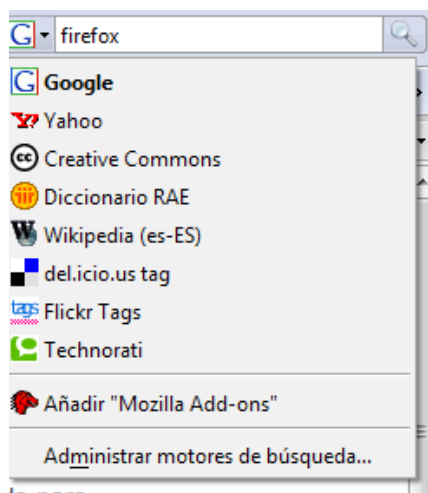 firefox
Google
Yahoo
Creative Commons
Diccionario RAE
Wikipedia (es-ES)
del.icio.us tag
Flickr Tags
Technorati
Añadir "Mozilla Add-ons"
Administrar motores de búsqueda...